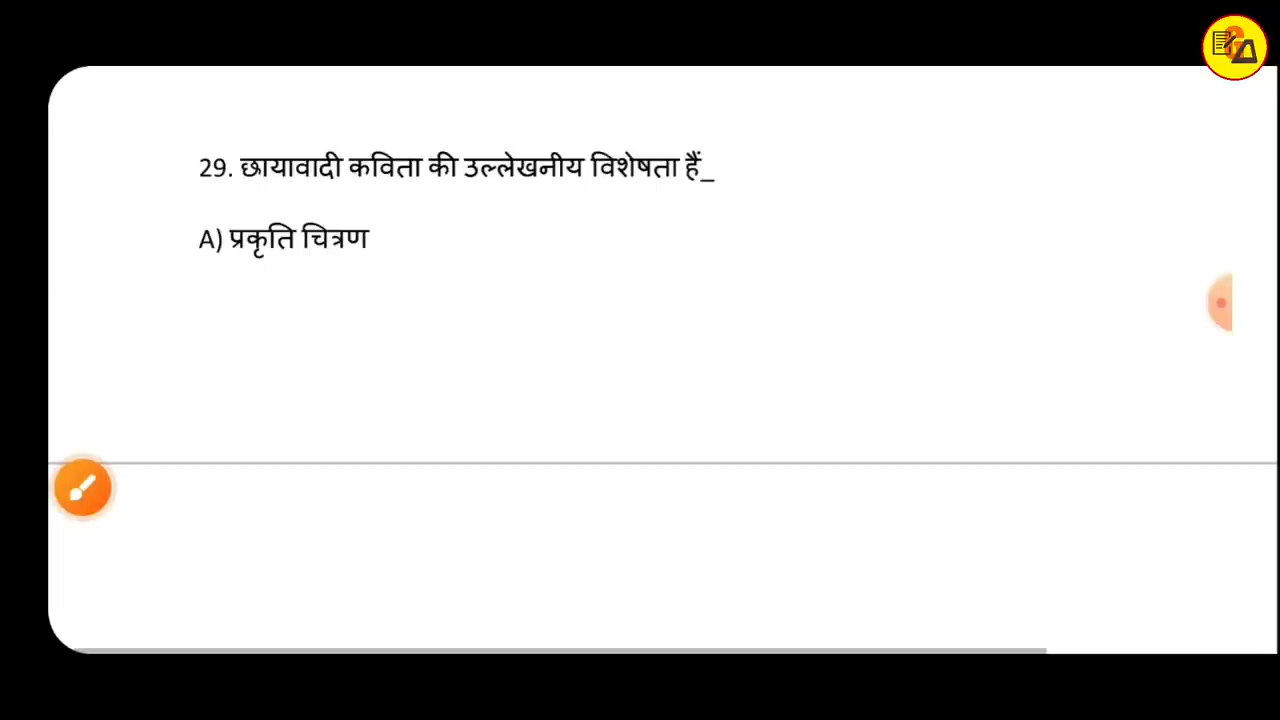 29. छायावादी कविता की उल्लेखनीय विशेषता हैं_
A) प्रकृति चित्रण